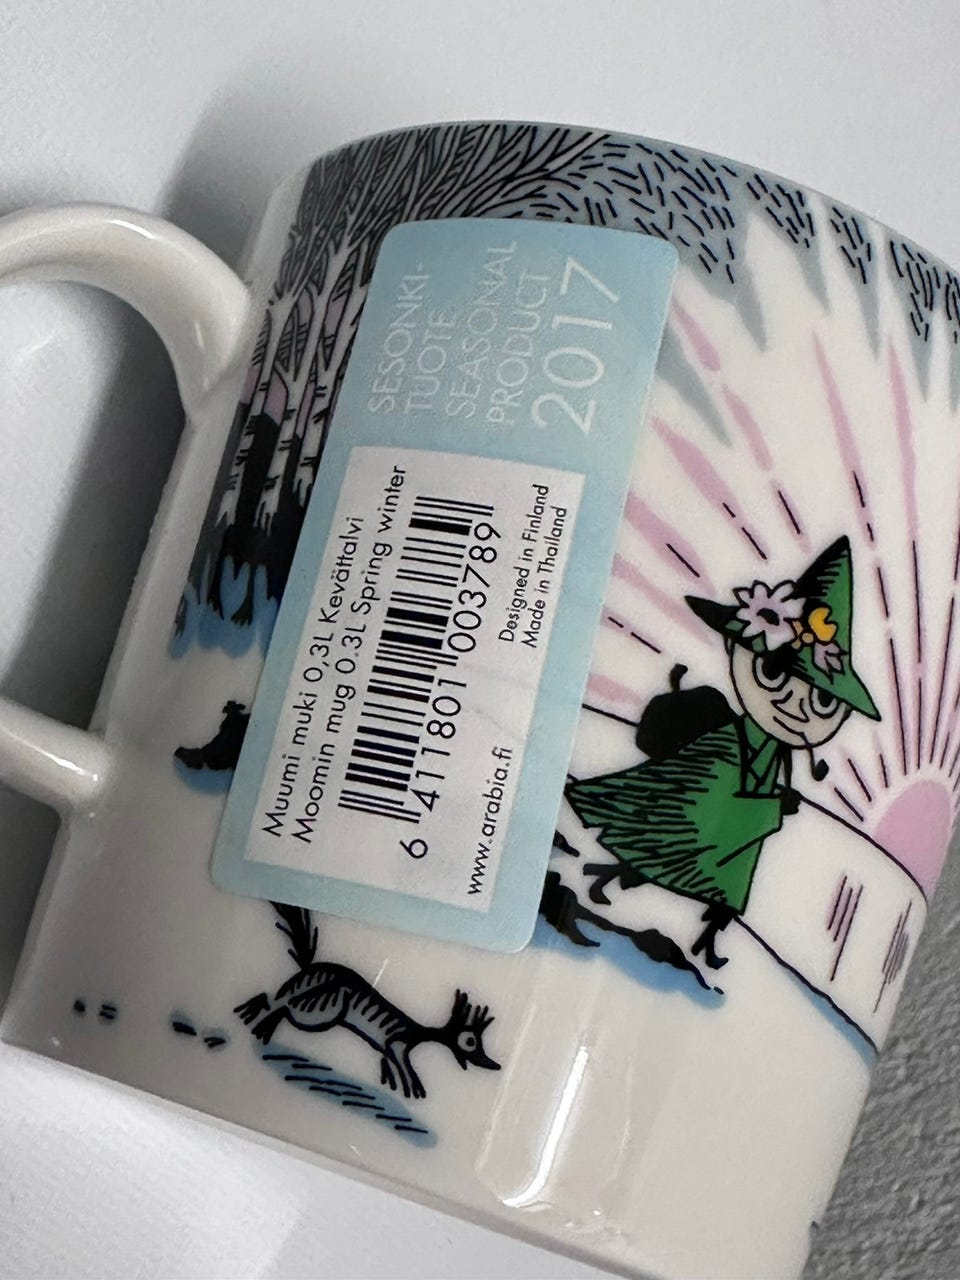 SESONKI-
TUOTE
SEASONAL
PRODUCT
2017
Muumi muki 0,3L Kevättalvi
Moomin mug 0.3L Spring winter
6 411801 003789
Designed in Finland
Made in Thailand
www.arabia.fi